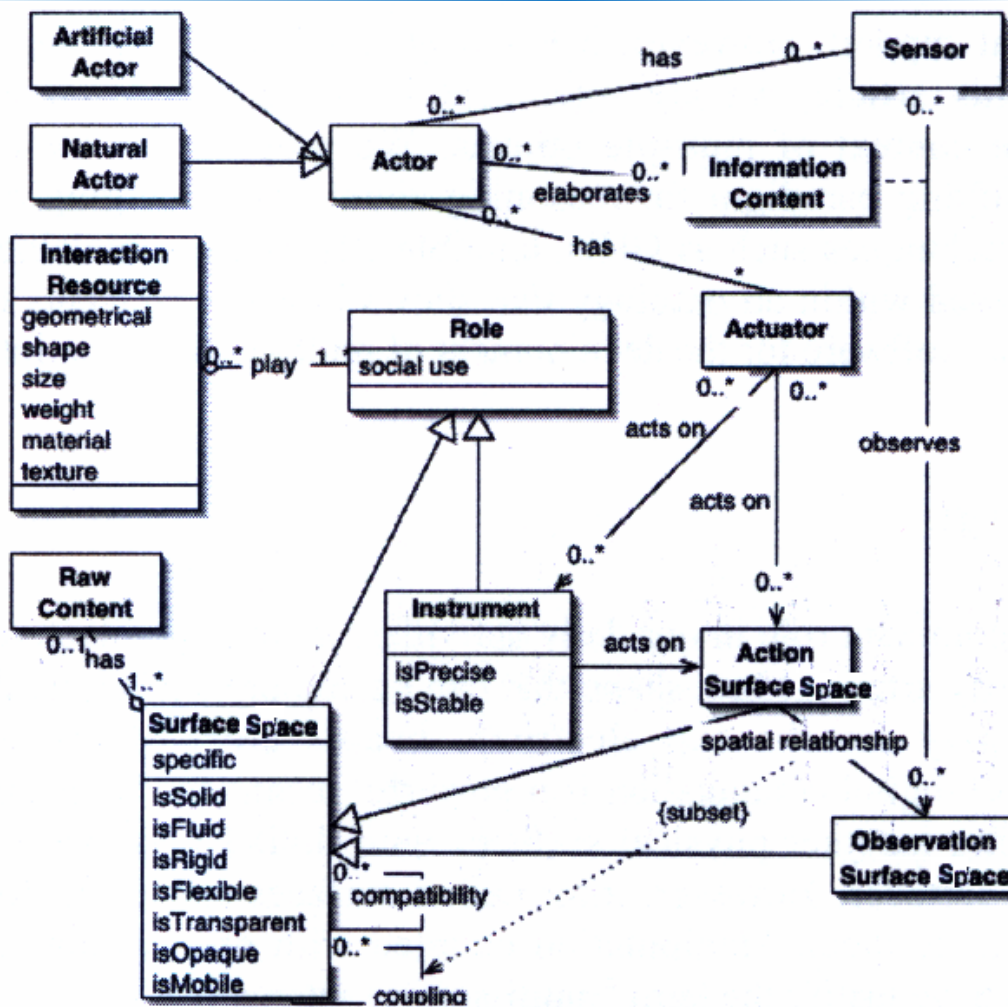 Artificial
Actor
has
0..*
Sensor
0..*
0..*
Natural
Actor
Actor
0..*
0..*
elaborates
Information
Content
0..*
has
*
Interaction
Resource
geometrical
shape
size
weight
material
texture
Role
social use
0..*
play
1..*
Actuator
0..*
0..*
acts on
acts on
observes
0..*
0..*
Raw
Content
0..1
has
1..*
Instrument
isPrecise
isStable
acts on
Action
Surface Space
spatial relationship
0..*
Surface Space
specific
isSolid
isFluid
isRigid
isFlexible
isTransparent
isOpaque
isMobile
{subset}
Observation
Surface Space
0..*
compatibility
0..*
coupling